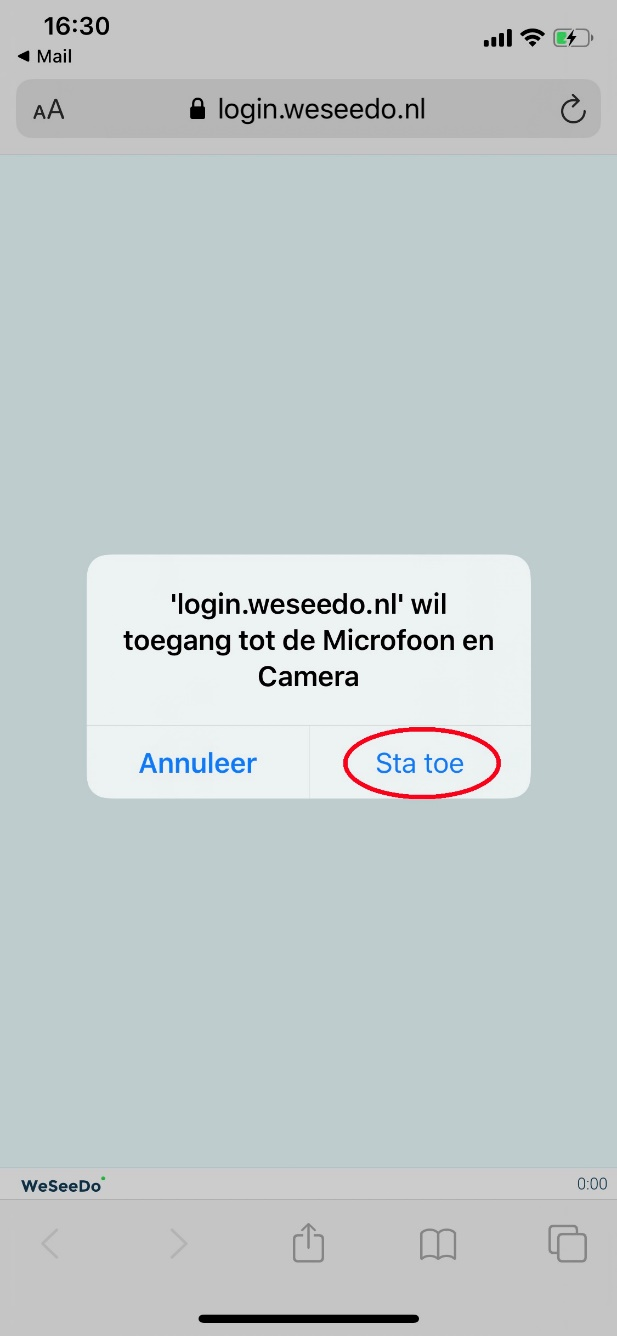 16:30
◀ Mail
AA login.weseedo.nl
'login.weseedo.nl' wil
toegang tot de Microfoon en
Camera
Annuleer Sta toe
WeSeeDo 0:00